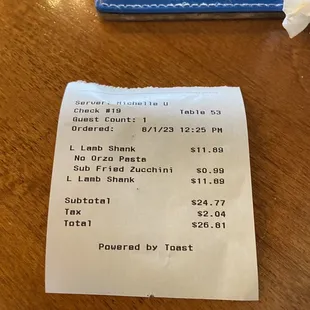 Server: Michelle U
Check #19 Table 53
Guest Count: 1
Ordered: 8/1/23 12:25 PM
L Lamb Shank $11.89
No Orzo Pasta
Sub Fried Zucchini $0.99
L Lamb Shank $11.89
Subtotal $24.77
Tax $2.04
Total $26.81
Powered by Toast